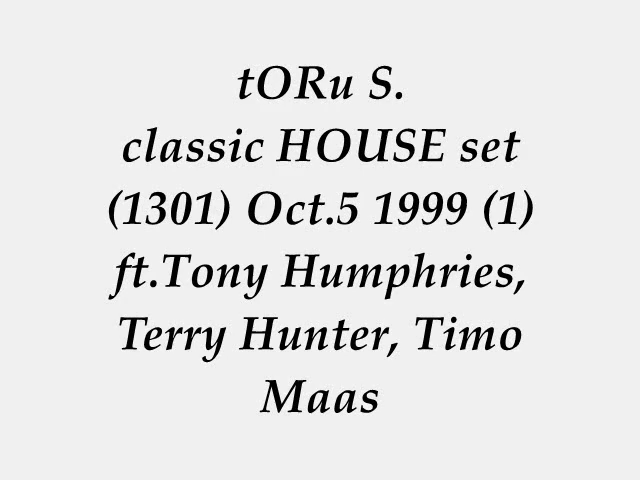 tORu S.
classic HOUSE set
(1301) Oct.5 1999 (1)
ft.Tony Humphries,
Terry Hunter, Timo
Maas